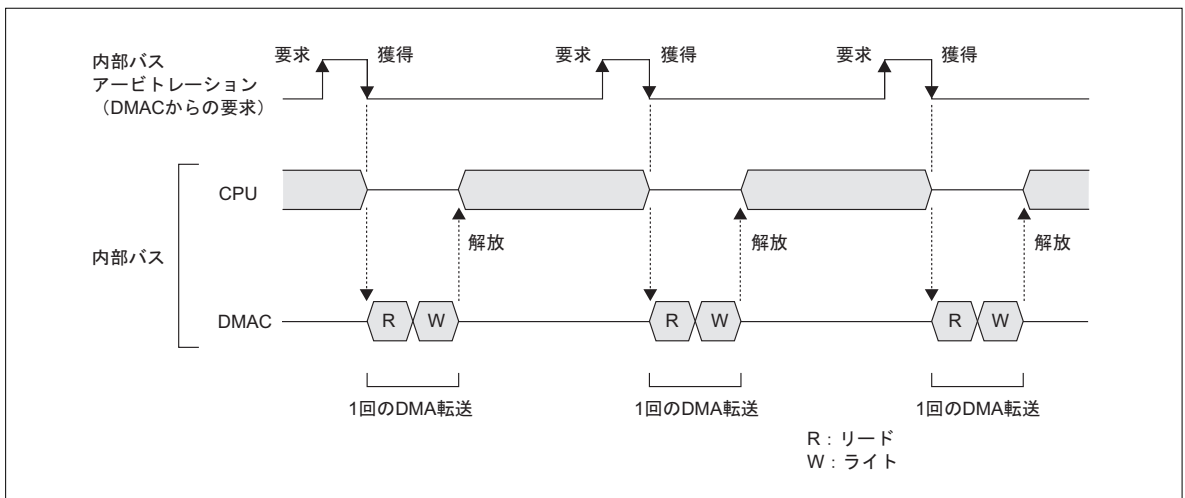 内部バス
アービトレーション
（DMACからの要求）
要求 獲得 要求 獲得 要求 獲得
内部バス
CPU
解放 解放 解放
DMAC R W R W R W
1回のDMA転送 1回のDMA転送 1回のDMA転送
R：リード
W：ライト